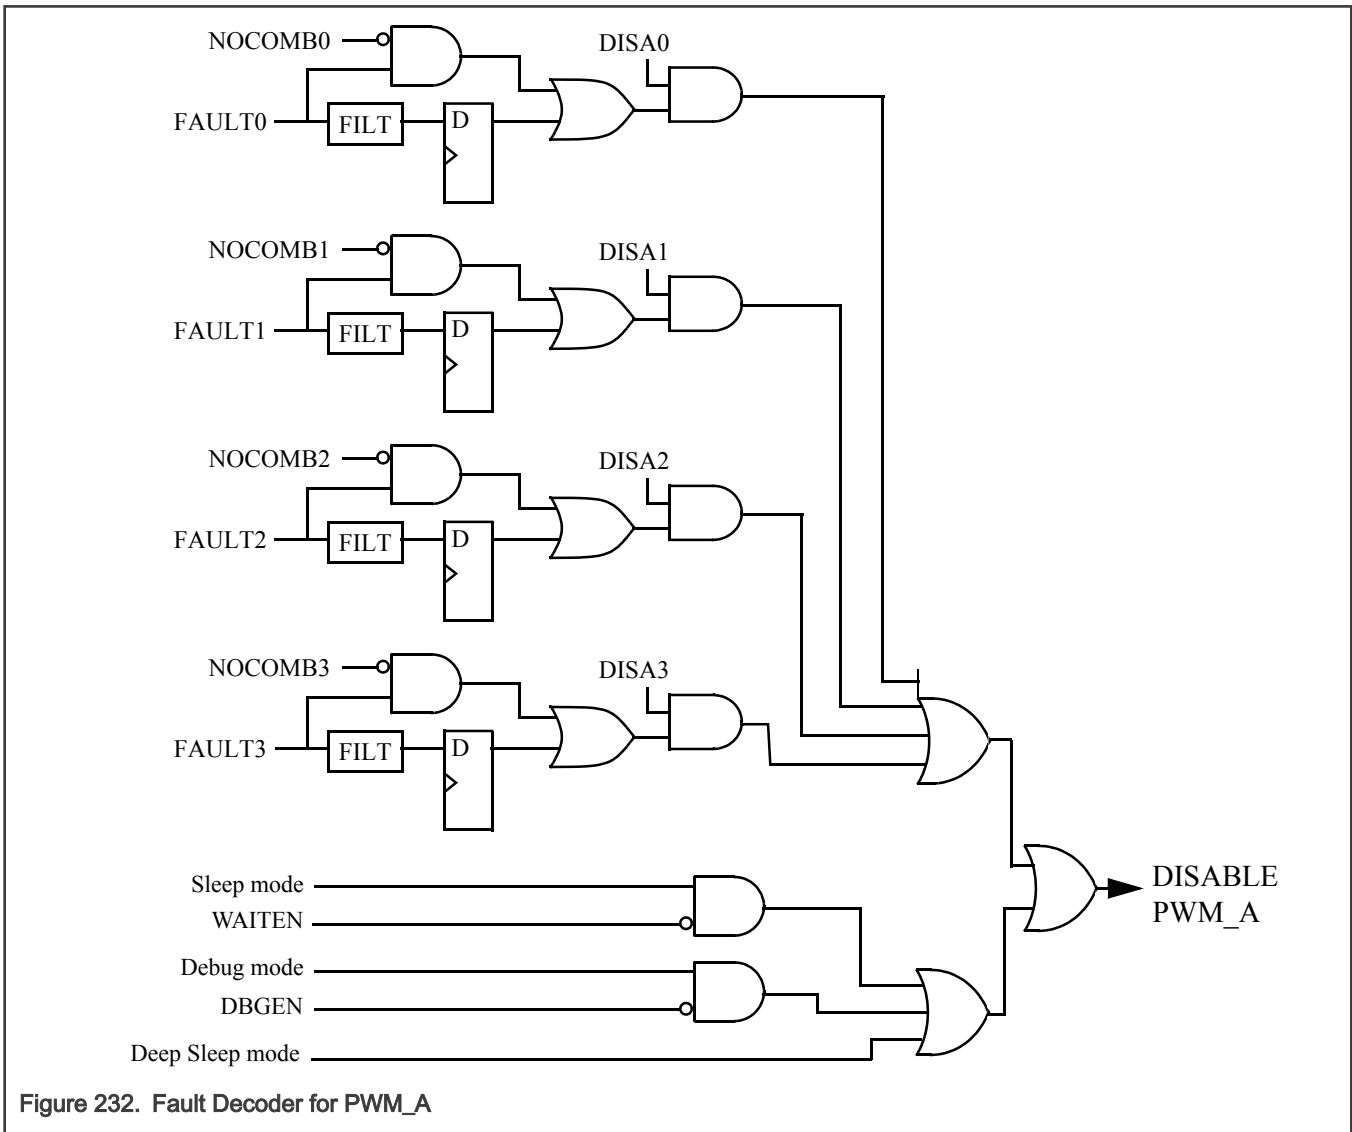 NOCOMB0
DISA0
FAULT0
FILT
D
NOCOMB1
DISA1
FAULT1
FILT
D
NOCOMB2
DISA2
FAULT2
FILT
D
NOCOMB3
DISA3
FAULT3
FILT
D
Sleep mode
WAITEN
Debug mode
DBGEN
Deep Sleep mode
DISABLE
PWM_A
Figure 232. Fault Decoder for PWM_A